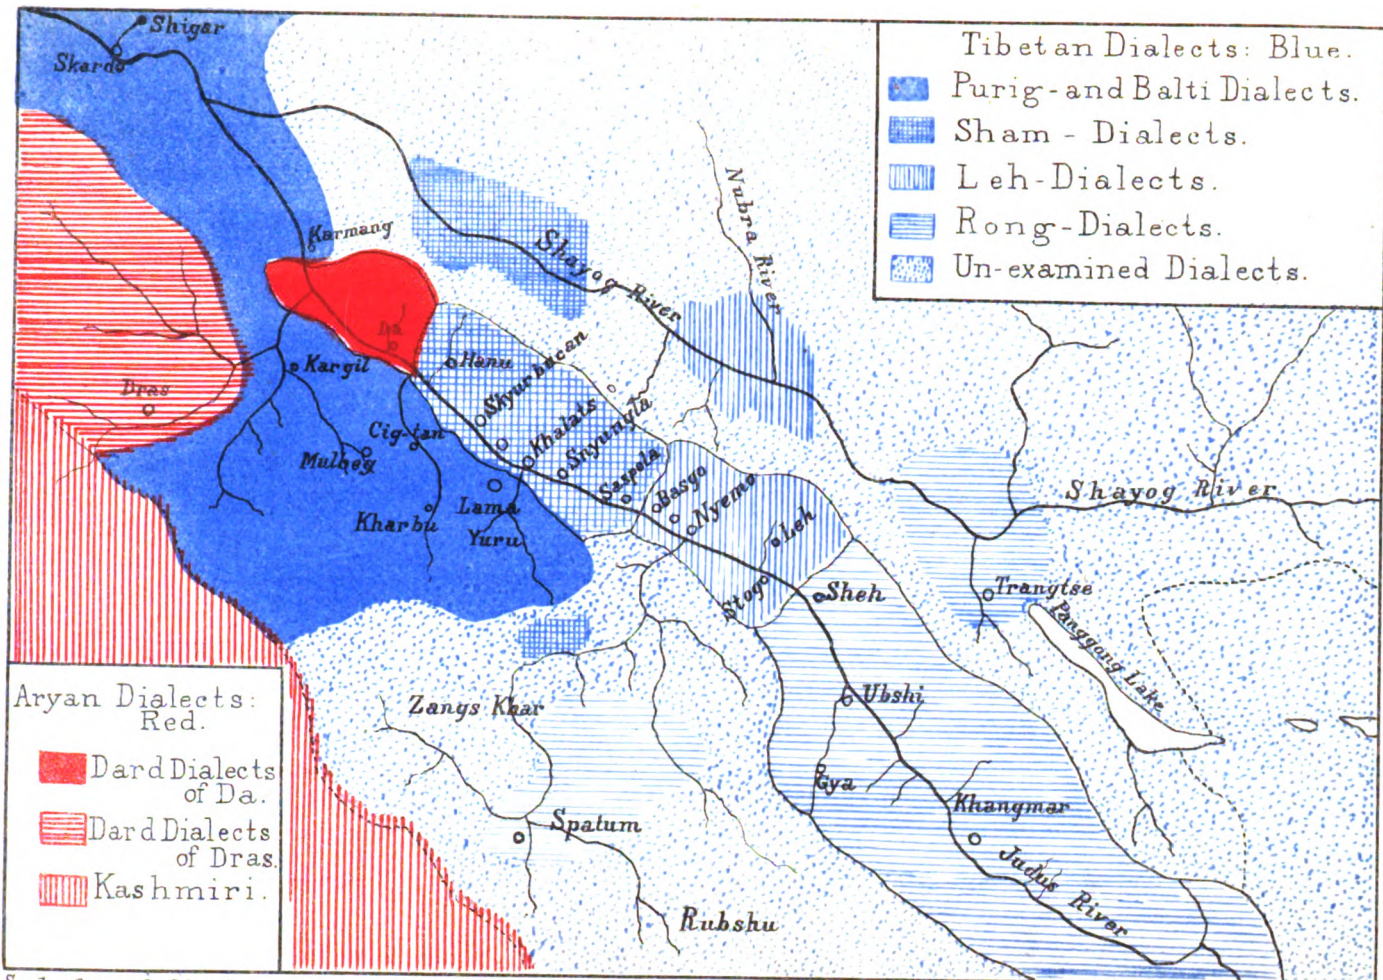 Shigar
Skardo
Tibetan Dialects: Blue.
Purig-and Balti Dialects.
Sham - Dialects.
Leh-Dialects.
Rong-Dialects.
Un-examined Dialects.
Nubra River
Karmang
Shayog River
Da
Hanu
Kargil
Skyurbucan
Dras
Cig-tan
Khalats
Snyungla
Mulbeg
Saspola
Basgo
Lama
Yuru
Kharbu
Nyemo
Leh
Shayog River
Stog
Sheh
Trangtse
Panggong Lake
Aryan Dialects:
Red.
Dard Dialects
of Da.
Dard Dialects
of Dras.
Kashmiri.
Zangs Khar
Ubshi
Gya
Khangmar
Spatum
Judus River
Rubshu